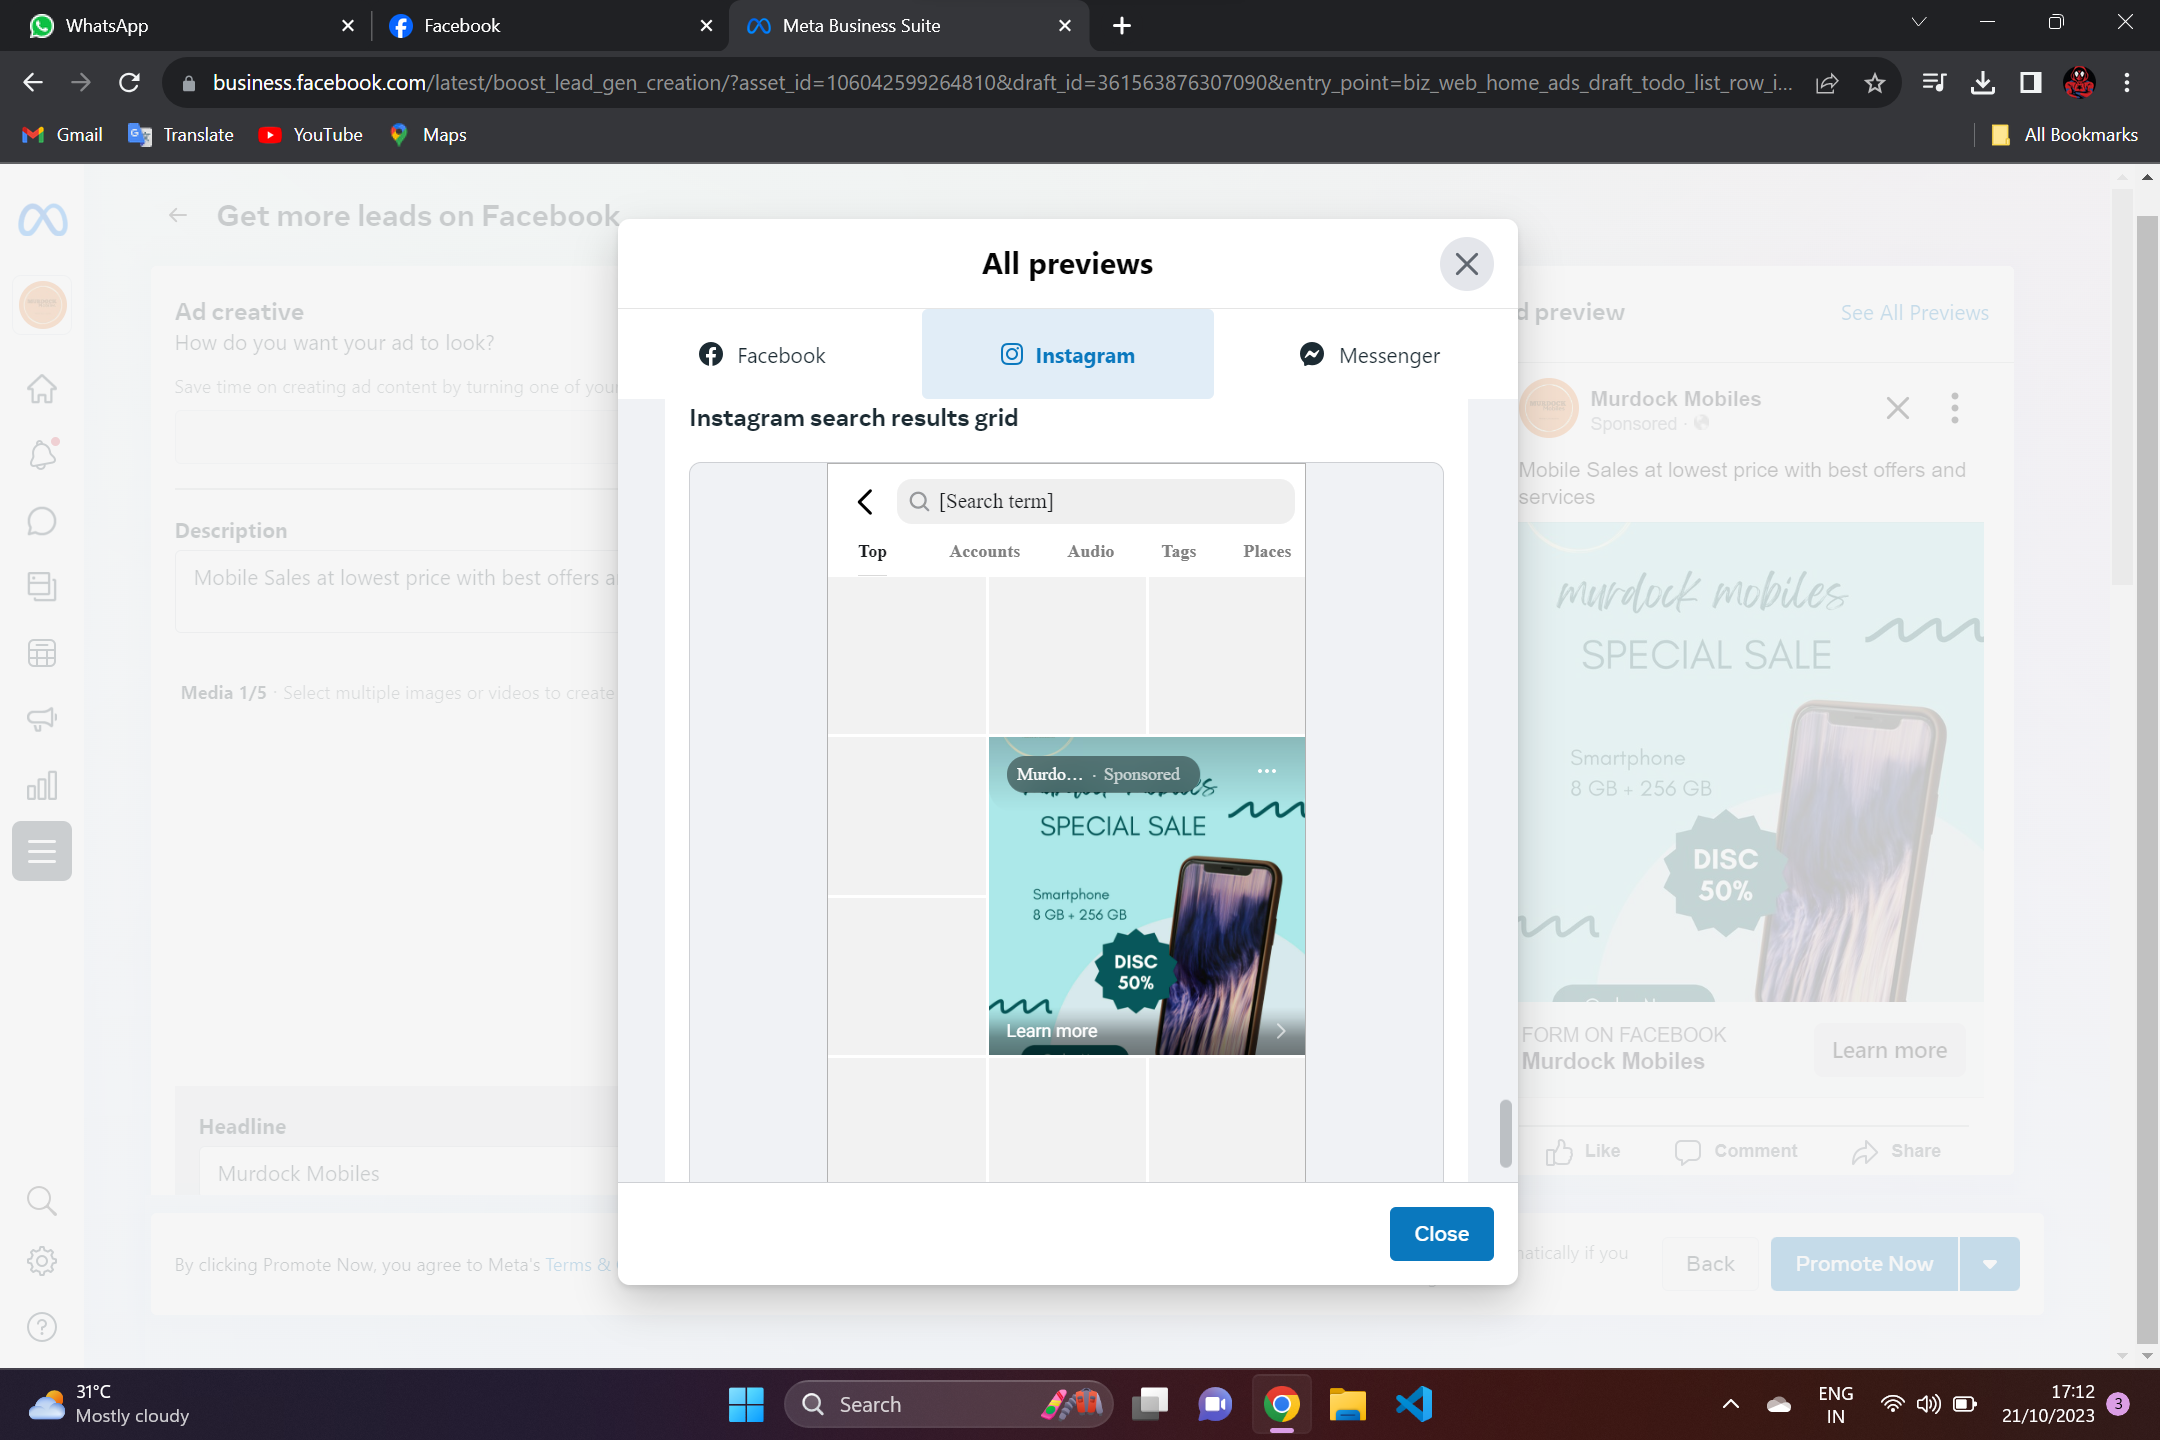 WhatsApp
Facebook
Meta Business Suite
business.facebook.com/latest/boost_lead_gen_creation/?asset_id=106042599264810&draft_id=3615638763070908&entry_point=biz_web_home_ads_draft_todo_list_row_i...
Gmail
Translate
YouTube
Maps
All Bookmarks
Get more leads on Facebook
Ad creative
How do you want your ad to look?
Save time on creating ad content by turning one of your
Description
Mobile Sales at lowest price with best offers a
Media 1/5 · Select multiple images or videos to create
Headline
Murdock Mobiles
By clicking Promote Now, you agree to Meta's Terms &
All previews
Facebook
Instagram
Messenger
Instagram search results grid
[Search term]
Top
Accounts
Audio
Tags
Places
Murdo... · Sponsored
SPECIAL SALE
Smartphone
8 GB + 256 GB
DISC
50%
Learn more
Close
d preview
See All Previews
Murdock Mobiles
Sponsored ·
Mobile Sales at lowest price with best offers and
services
murdock mobiles
SPECIAL SALE
Smartphone
8 GB + 256 GB
DISC
50%
FORM ON FACEBOOK
Murdock Mobiles
Learn more
Like
Comment
Share
matically if you
Back
Promote Now
31°C
Mostly cloudy
Search
ENG
IN
17:12
21/10/2023
3